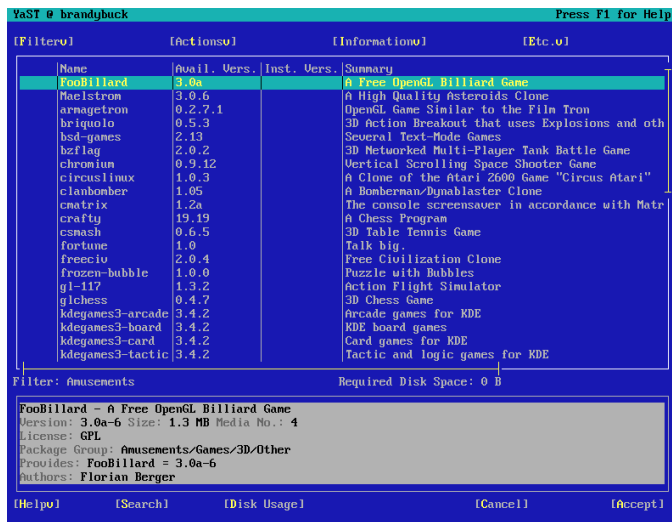 YaST @ brandybuck Press F1 for Help
[Filterv] [Actionsv] [Informationv] [Etc.v]
Name |Avail. Vers.|Inst. Vers.|Summary
FooBillard |3.0a | |A Free OpenGL Billiard Game
Maelstrom |3.0.6 | |A High Quality Asteroids Clone
armagetron |0.2.7.1 | |OpenGL Game Similar to the Film Tron
briquolo |0.5.3 | |3D Action Breakout that uses Explosions and oth
bsd-games |2.13 | |Several Text-Mode Games
bzflag |2.0.2 | |3D Networked Multi-Player Tank Battle Game
chromium |0.9.12 | |Vertical Scrolling Space Shooter Game
circuslinux |1.0.3 | |A Clone of the Atari 2600 Game "Circus Atari"
clanbomber |1.05 | |A Bomberman/Dynablaster Clone
cmatrix |1.2a | |The console screensaver in accordance with Matr
crafty |19.19 | |A Chess Program
csmash |0.6.5 | |3D Table Tennis Game
fortune |1.0 | |Talk big.
freeciv |2.0.4 | |Free Civilization Clone
frozen-bubble |1.0.0 | |Puzzle with Bubbles
gl-117 |1.3.2 | |Action Flight Simulator
glchess |0.4.7 | |3D Chess Game
kdegames3-arcade|3.4.2 | |Arcade games for KDE
kdegames3-board |3.4.2 | |KDE board games
kdegames3-card |3.4.2 | |Card games for KDE
kdegames3-tactic|3.4.2 | |Tactic and logic games for KDE
Filter: Amusements Required Disk Space: 0 B
FooBillard - A Free OpenGL Billiard Game
Version: 3.0a-6 Size: 1.3 MB Media No.: 4
License: GPL
Package Group: Amusements/Games/3D/Other
Provides: FooBillard = 3.0a-6
Authors: Florian Berger
[Helpv] [Search] [Disk Usage] [Cancel] [Accept]